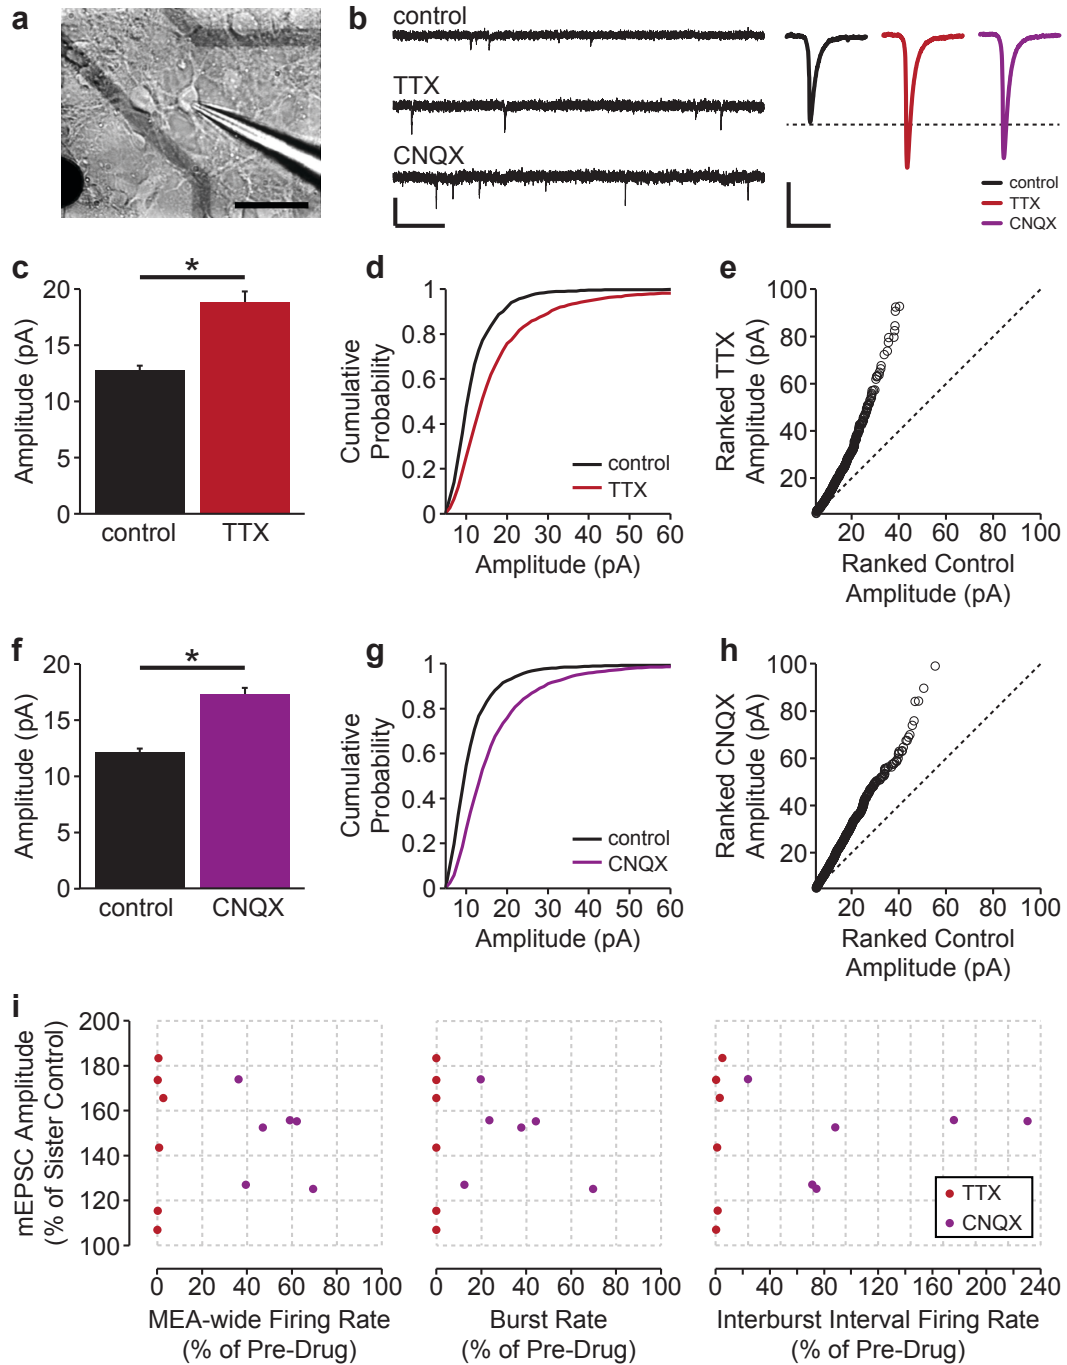 a
b
control
TTX
CNQX
control
TTX
CNQX
c
*
20
15
10
5
0
Amplitude (pA)
control
TTX
d
1
0.8
0.6
0.4
0.2
0
Cumulative
Probability
control
TTX
10 20 30 40 50 60
Amplitude (pA)
e
100
80
60
40
20
Ranked TTX
Amplitude (pA)
20 40 60 80 100
Ranked Control
Amplitude (pA)
f
*
20
15
10
5
0
Amplitude (pA)
control
CNQX
g
1
0.8
0.6
0.4
0.2
0
Cumulative
Probability
control
CNQX
10 20 30 40 50 60
Amplitude (pA)
h
100
80
60
40
20
Ranked CNQX
Amplitude (pA)
20 40 60 80 100
Ranked Control
Amplitude (pA)
i
200
180
160
140
120
100
mEPSC Amplitude
(% of Sister Control)
0 20 40 60 80 100
MEA-wide Firing Rate
(% of Pre-Drug)
0 20 40 60 80 100
Burst Rate
(% of Pre-Drug)
TTX
CNQX
0 40 80 120 160 200 240
Interburst Interval Firing Rate
(% of Pre-Drug)